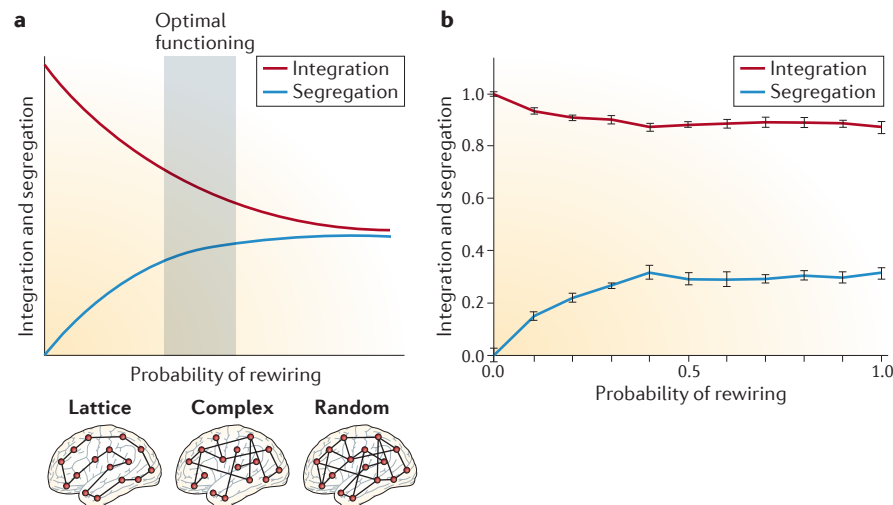 a
Optimal
functioning
Integration
Segregation
Integration and segregation
Probability of rewiring
Lattice
Complex
Random
b
Integration
Segregation
Integration and segregation
1.0
0.8
0.6
0.4
0.2
0.0
0.0
0.5
1.0
Probability of rewiring